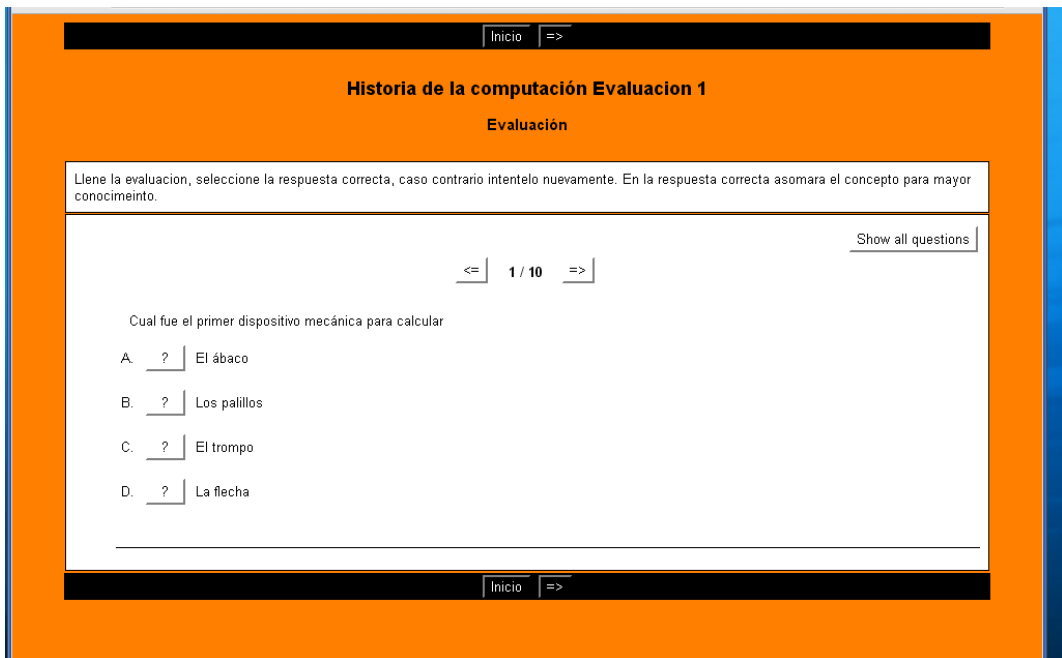 Inicio =>
Historia de la computación Evaluacion 1
Evaluación
Llene la evaluacion, seleccione la respuesta correcta, caso contrario intentelo nuevamente. En la respuesta correcta asomara el concepto para mayor
conocimeinto.
Show all questions
<= 1 / 10 =>
Cual fue el primer dispositivo mecánica para calcular
A. ? El ábaco
B. ? Los palillos
C. ? El trompo
D. ? La flecha
Inicio =>